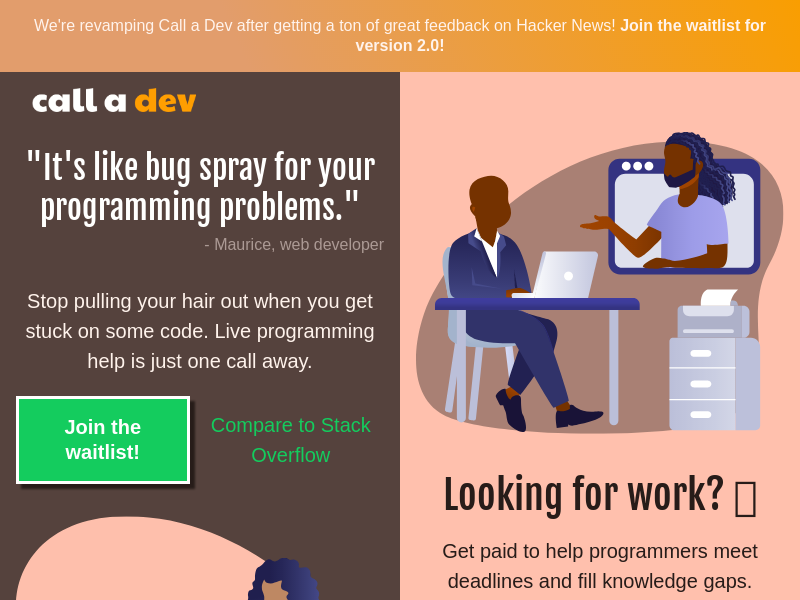 We're revamping Call a Dev after getting a ton of great feedback on Hacker News! Join the waitlist for
version 2.0!
call a dev
"It's like bug spray for your
programming problems."
- Maurice, web developer
Stop pulling your hair out when you get
stuck on some code. Live programming
help is just one call away.
Join the
waitlist!
Compare to Stack
Overflow
Looking for work?
Get paid to help programmers meet
deadlines and fill knowledge gaps.